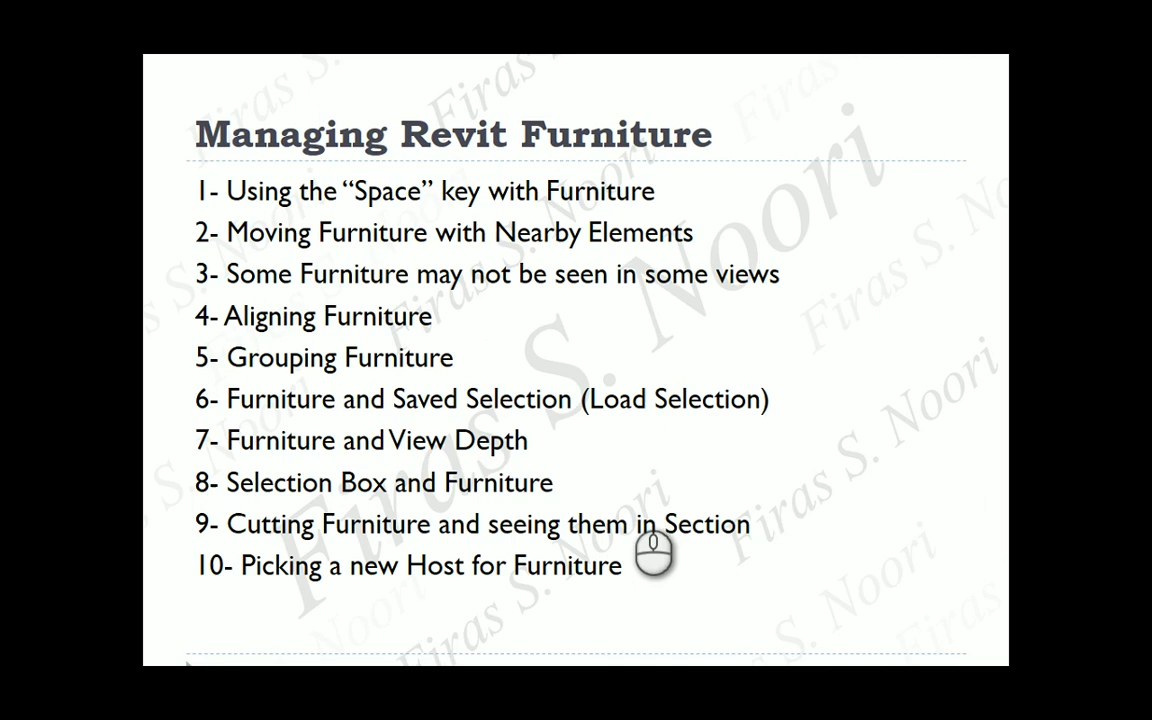 Managing Revit Furniture
1- Using the “Space” key with Furniture
2- Moving Furniture with Nearby Elements
3- Some Furniture may not be seen in some views
4- Aligning Furniture
5- Grouping Furniture
6- Furniture and Saved Selection (Load Selection)
7- Furniture and View Depth
8- Selection Box and Furniture
9- Cutting Furniture and seeing them in Section
10- Picking a new Host for Furniture
Firas S. Noori